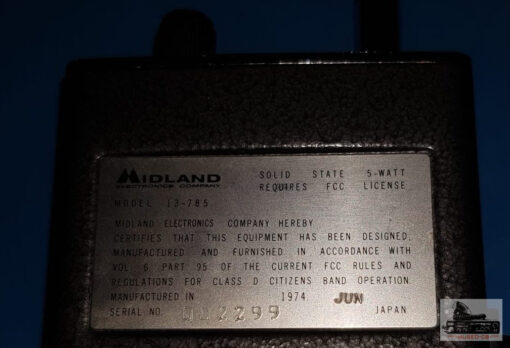 MIDLAND SOLID STATE 5-WATT
ELECTRONICS COMPANY REQUIRES FCC LICENSE
MODEL 13-785
MIDLAND ELECTRONICS COMPANY HEREBY
CERTIFIES THAT THIS EQUIPMENT HAS BEEN DESIGNED,
MANUFACTURED AND FURNISHED IN ACCORDANCE WITH
VOL 6 PART 95 OF THE CURRENT FCC RULES AND
REGULATIONS FOR CLASS D CITIZENS BAND OPERATION.
MANUFACTURED IN 1974 JUN
SERIAL NO. JAPAN